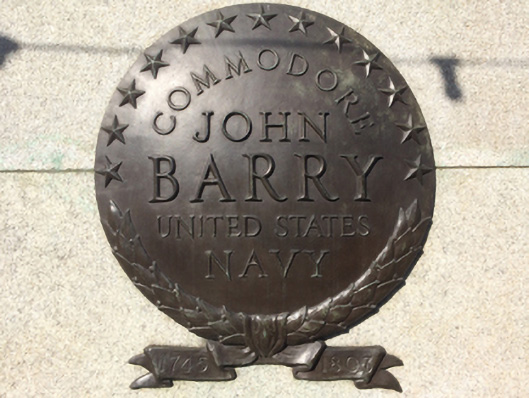 COMMODORE
JOHN
BARRY
UNITED STATES
NAVY
1745 1803